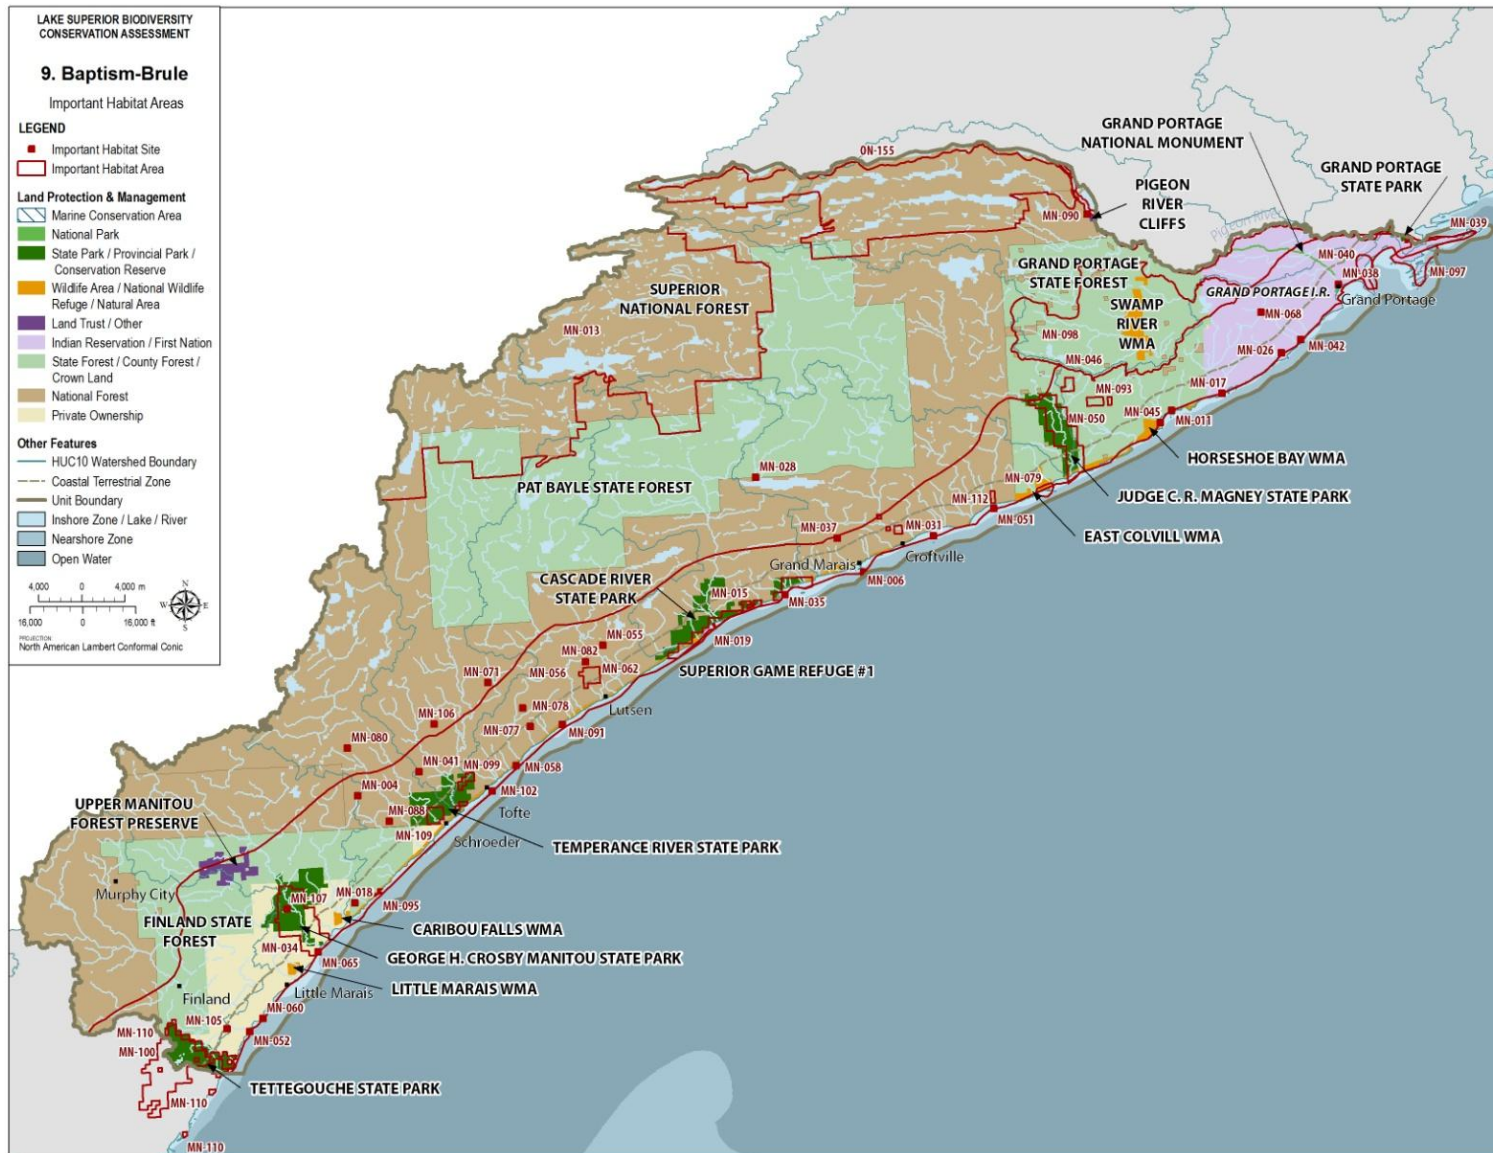 LAKE SUPERIOR BIODIVERSITY
CONSERVATION ASSESSMENT
9. Baptism-Brule
Important Habitat Areas
LEGEND
Important Habitat Site
Important Habitat Area
Land Protection & Management
Marine Conservation Area
National Park
State Park / Provincial Park /
Conservation Reserve
Wildlife Area / National Wildlife
Refuge / Natural Area
Land Trust / Other
Indian Reservation / First Nation
State Forest / County Forest /
Crown Land
National Forest
Private Ownership
Other Features
HUC10 Watershed Boundary
Coastal Terrestrial Zone
Unit Boundary
Inshore Zone / Lake / River
Nearshore Zone
Open Water
4,000 0 4,000 m
16,000 0 16,000 ft
N
W E
S
PROJECTION
North American Lambert Conformal Conic
GRAND PORTAGE
NATIONAL MONUMENT
GRAND PORTAGE
STATE PARK
ON-155
PIGEON
RIVER
CLIFFS
MN-090
Pigeon River
MN-039
MN-040
MN-038
MN-097
GRAND PORTAGE
STATE FOREST
GRAND PORTAGE I.R.
Grand Portage
SUPERIOR
NATIONAL FOREST
SWAMP
RIVER
WMA
MN-068
MN-013
MN-098
MN-046
MN-026
MN-042
MN-093
MN-017
MN-050
MN-045
MN-011
HORSESHOE BAY WMA
MN-028
MN-079
JUDGE C. R. MAGNEY STATE PARK
PAT BAYLE STATE FOREST
MN-112
MN-051
EAST COLVILL WMA
MN-037
MN-031
Croftville
Grand Marais
MN-006
CASCADE RIVER
STATE PARK
MN-015
MN-035
MN-019
SUPERIOR GAME REFUGE #1
MN-055
MN-082
MN-056
MN-062
MN-071
Lutsen
MN-078
MN-106
MN-077
MN-091
MN-080
MN-041
MN-099
MN-058
MN-004
MN-102
Tofte
MN-088
MN-109
Schroeder
TEMPERANCE RIVER STATE PARK
UPPER MANITOU
FOREST PRESERVE
Murphy City
MN-107
MN-018
MN-095
FINLAND STATE
FOREST
CARIBOU FALLS WMA
MN-034
GEORGE H. CROSBY MANITOU STATE PARK
MN-065
LITTLE MARAIS WMA
Finland
Little Marais
MN-060
MN-105
MN-052
MN-110
MN-100
TETTEGOUCHE STATE PARK
MN-110
MN-110